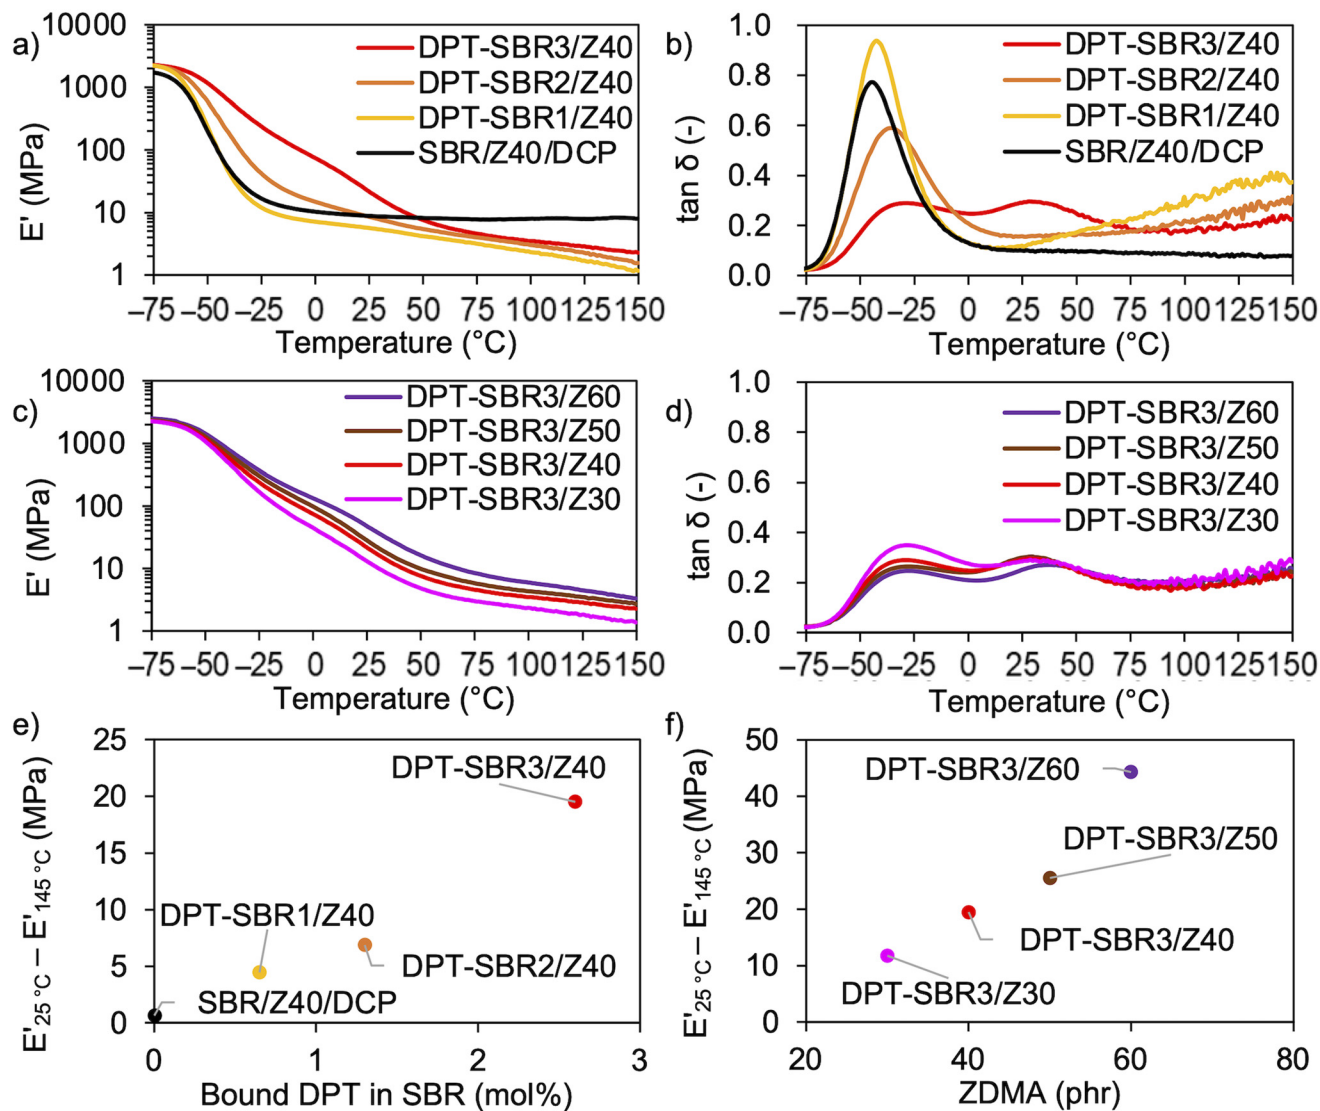 a)
10000
1000
100
10
1
E' (MPa)
DPT-SBR3/Z40
DPT-SBR2/Z40
DPT-SBR1/Z40
SBR/Z40/DCP
–75 –50 –25 0 25 50 75 100 125 150
Temperature (°C)
b)
1.0
0.8
0.6
0.4
0.2
0.0
tan δ (-)
DPT-SBR3/Z40
DPT-SBR2/Z40
DPT-SBR1/Z40
SBR/Z40/DCP
–75 –50 –25 0 25 50 75 100 125 150
Temperature (°C)
c)
10000
1000
100
10
1
E' (MPa)
DPT-SBR3/Z60
DPT-SBR3/Z50
DPT-SBR3/Z40
DPT-SBR3/Z30
–75 –50 –25 0 25 50 75 100 125 150
Temperature (°C)
d)
1.0
0.8
0.6
0.4
0.2
0.0
tan δ (-)
DPT-SBR3/Z60
DPT-SBR3/Z50
DPT-SBR3/Z40
DPT-SBR3/Z30
–75 –50 –25 0 25 50 75 100 125 150
Temperature (°C)
e)
25
20
15
10
5
0
E'25 °C – E'145 °C (MPa)
DPT-SBR3/Z40
DPT-SBR1/Z40
DPT-SBR2/Z40
SBR/Z40/DCP
0 1 2 3
Bound DPT in SBR (mol%)
f)
50
40
30
20
10
0
E'25 °C – E'145 °C (MPa)
DPT-SBR3/Z60
DPT-SBR3/Z50
DPT-SBR3/Z40
DPT-SBR3/Z30
20 40 60 80
ZDMA (phr)